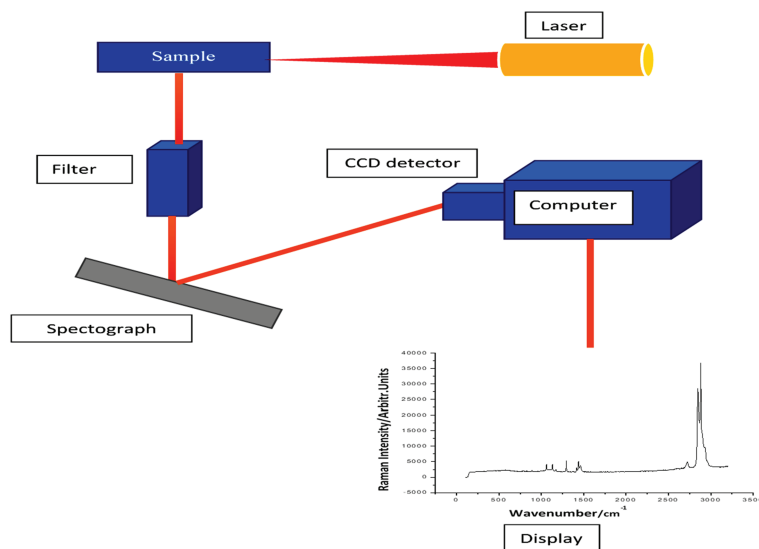 Laser
Sample
CCD detector
Filter
Computer
Spectograph
Raman Intensity/Arbitr.Units
40000
35000
30000
25000
20000
15000
10000
5000
0
-5000
0 500 1000 1500 2000 2500 3000 350
Wavenumber/cm-1
Display